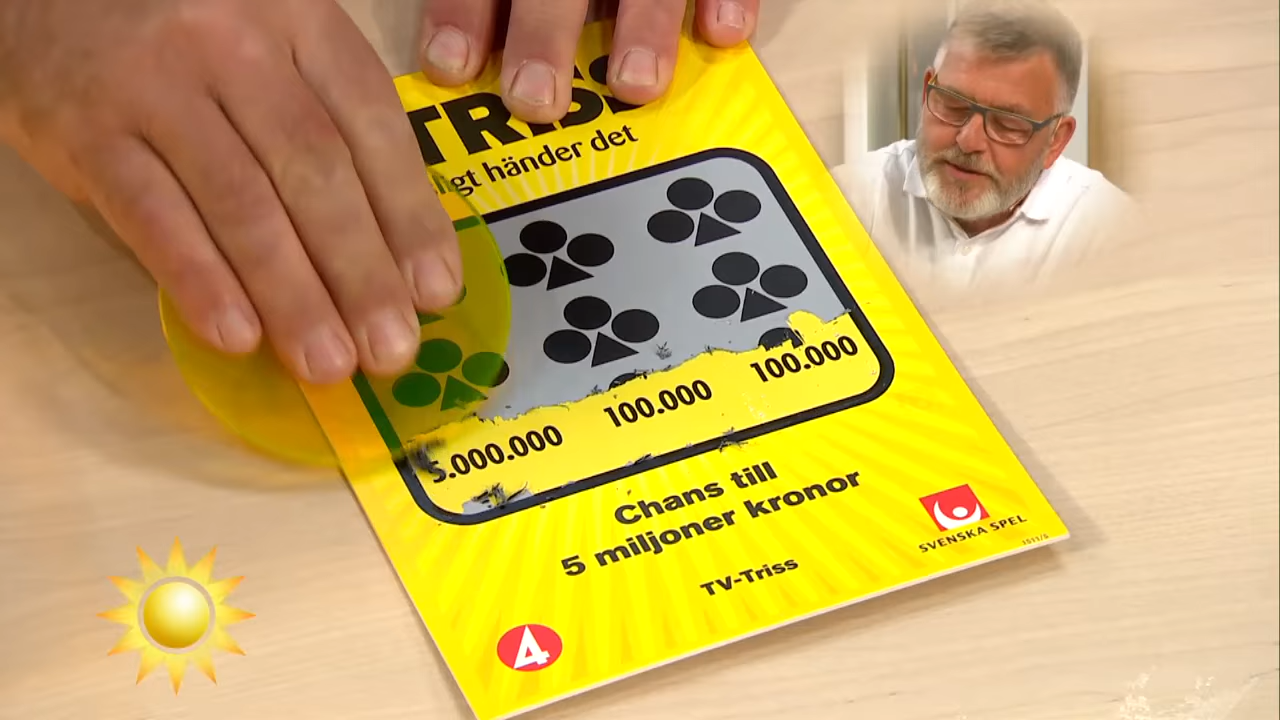 TRISS
ligt händer det
5.000.000 100.000 100.000
Chans till
5 miljoner kronor
TV-Triss
SVENSKA SPEL
4